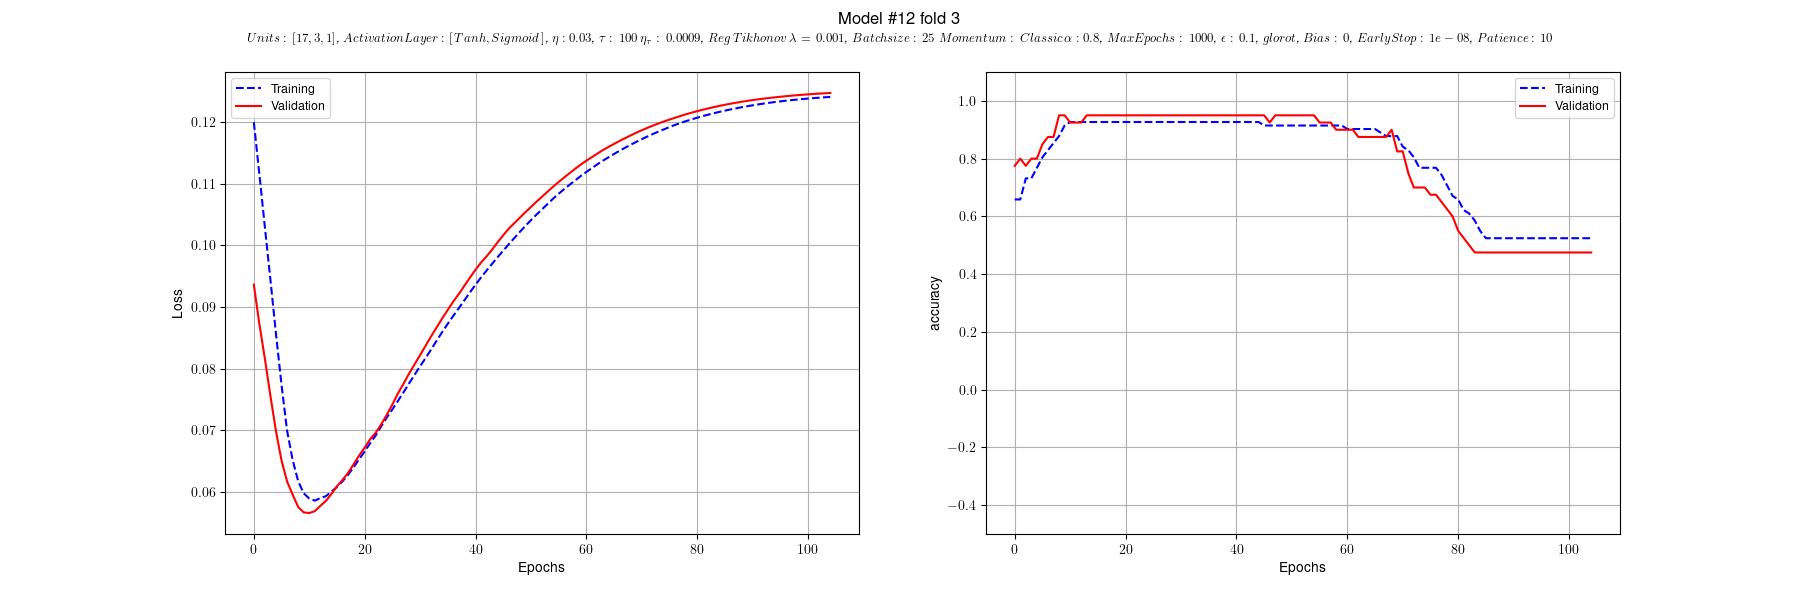 Model #12 fold 3
Units : [17, 3, 1], ActivationLayer : [Tanh, Sigmoid], η : 0.03, τ : 100 ητ : 0.0009, Reg Tikhonov λ = 0.001, Batchsize : 25 Momentum : Classic α : 0.8, MaxEpochs : 1000, ϵ : 0.1, glorot, Bias : 0, EarlyStop : 1e − 08, Patience : 10
Training
Validation
0.12
0.11
0.10
0.09
0.08
0.07
0.06
Loss
0 20 40 60 80 100
Epochs
Training
Validation
1.0
0.8
0.6
0.4
0.2
0.0
−0.2
−0.4
accuracy
0 20 40 60 80 100
Epochs